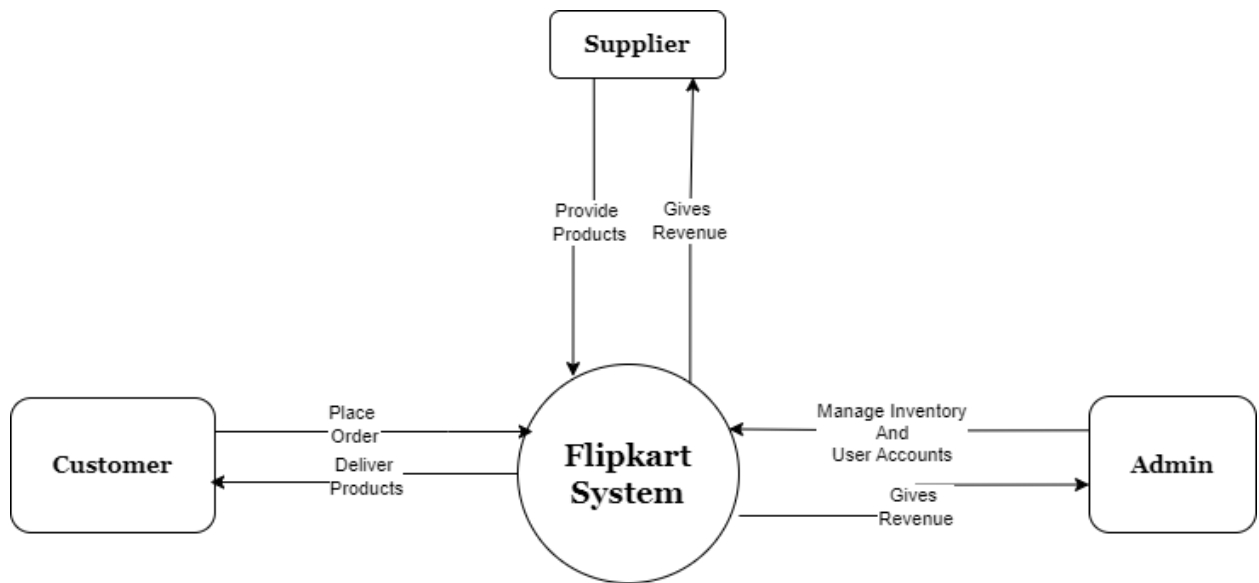 Supplier
Provide
Products
Gives
Revenue
Customer
Place
Order
Deliver
Products
Flipkart
System
Manage Inventory
And
User Accounts
Gives
Revenue
Admin